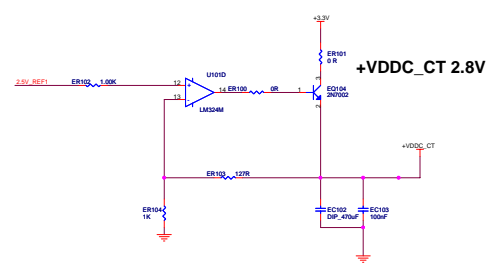 +3.3V
ER101
0 R
+VDDC_CT 2.8V
2.5V_REF1
ER102 1.00K
U101D
12
+
13
-
14
LM324M
ER100 0R
1
3
2
EQ104
2N7002
+VDDC_CT
ER103 127R
ER104
1K
EC102
DIP_470uF
EC103
100nF